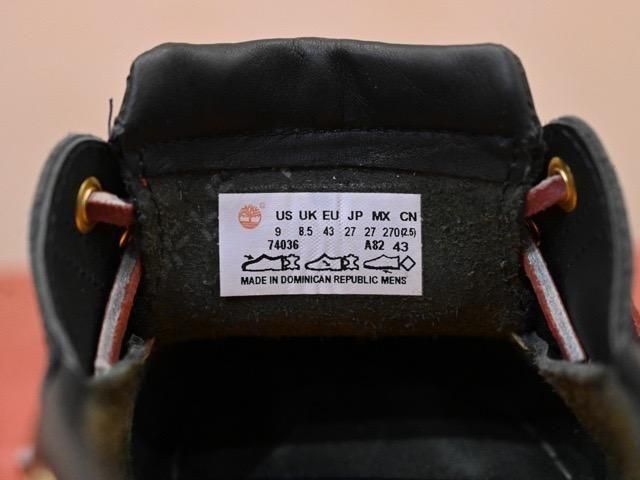 US UK EU JP MX CN
9 8.5 43 27 27 270(2.5)
74036 A82 43
MADE IN DOMINICAN REPUBLIC MENS